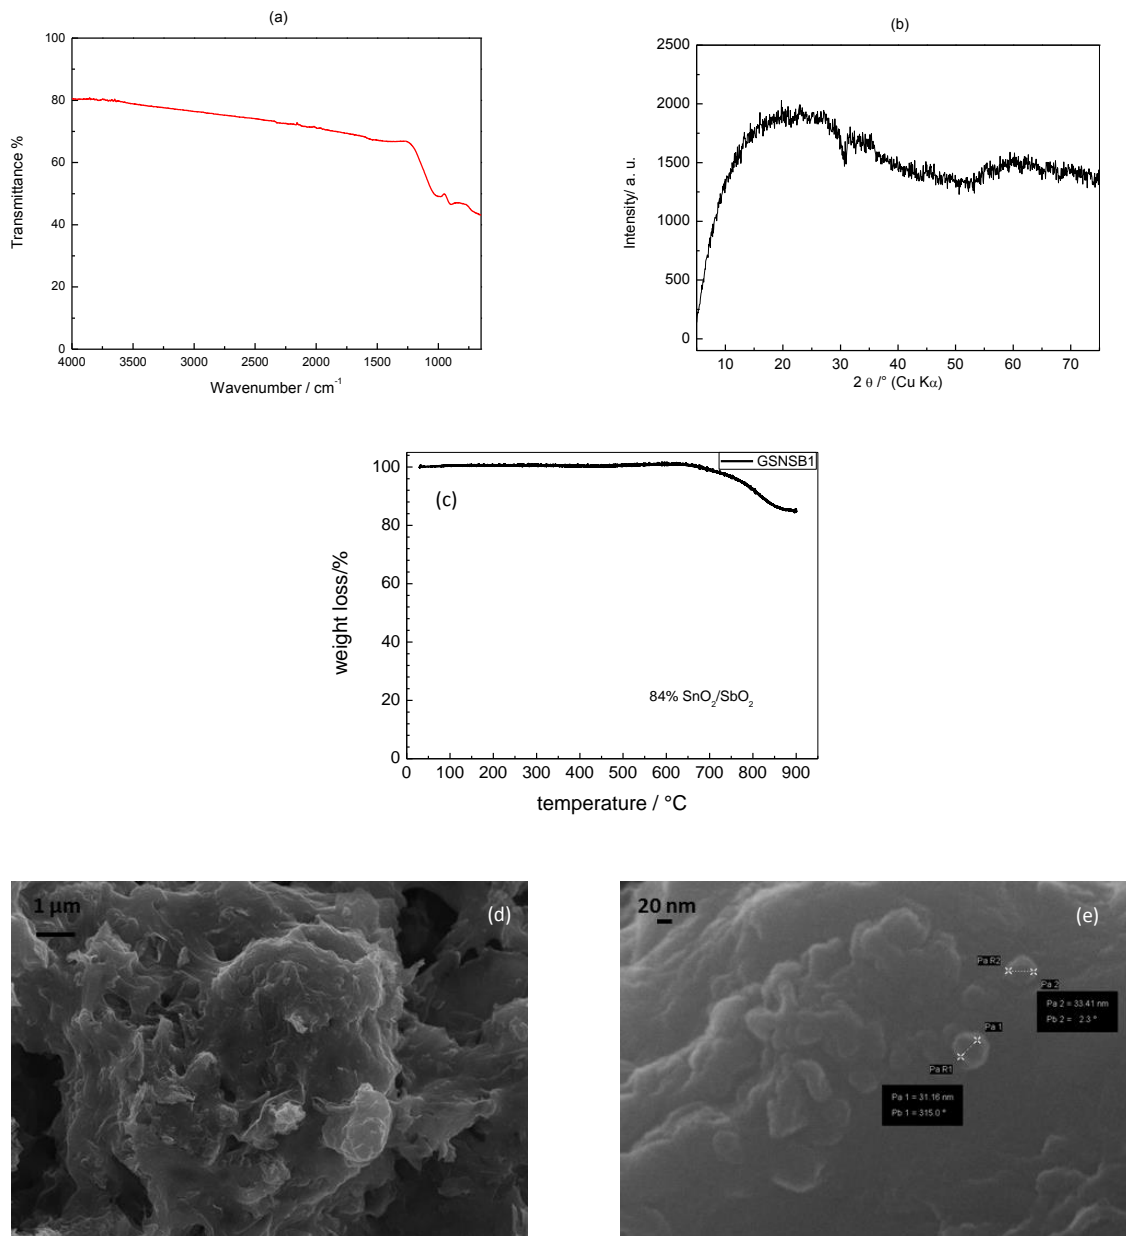 (a)
100
80
60
40
20
0
Transmittance %
4000 3500 3000 2500 2000 1500 1000
Wavenumber / cm-1
(b)
2500
2000
1500
1000
500
0
Intensity/ a. u.
10 20 30 40 50 60 70
2 θ /° (Cu Kα)
GSNSB1
(c)
100
80
60
40
20
0
weight loss/%
84% SnO2/SbO2
0 100 200 300 400 500 600 700 800 900
temperature / °C
1 µm
(d)
20 nm
(e)
Pa R2
Pa 2
Pa 2 = 33.41 nm
Pb 2 = 2.3 °
Pa 1
Pa R1
Pa 1 = 31.16 nm
Pb 1 = 315.0 °